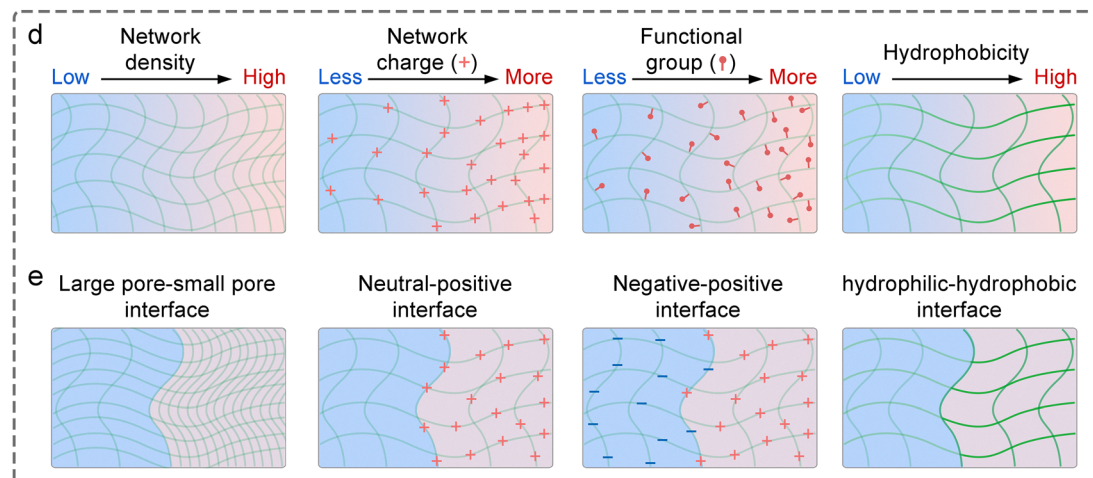 d
Network
density
Low
High
Network
charge (+)
Less
More
Functional
group ( )
Less
More
Hydrophobicity
Low
High
e
Large pore-small pore
interface
Neutral-positive
interface
Negative-positive
interface
hydrophilic-hydrophobic
interface